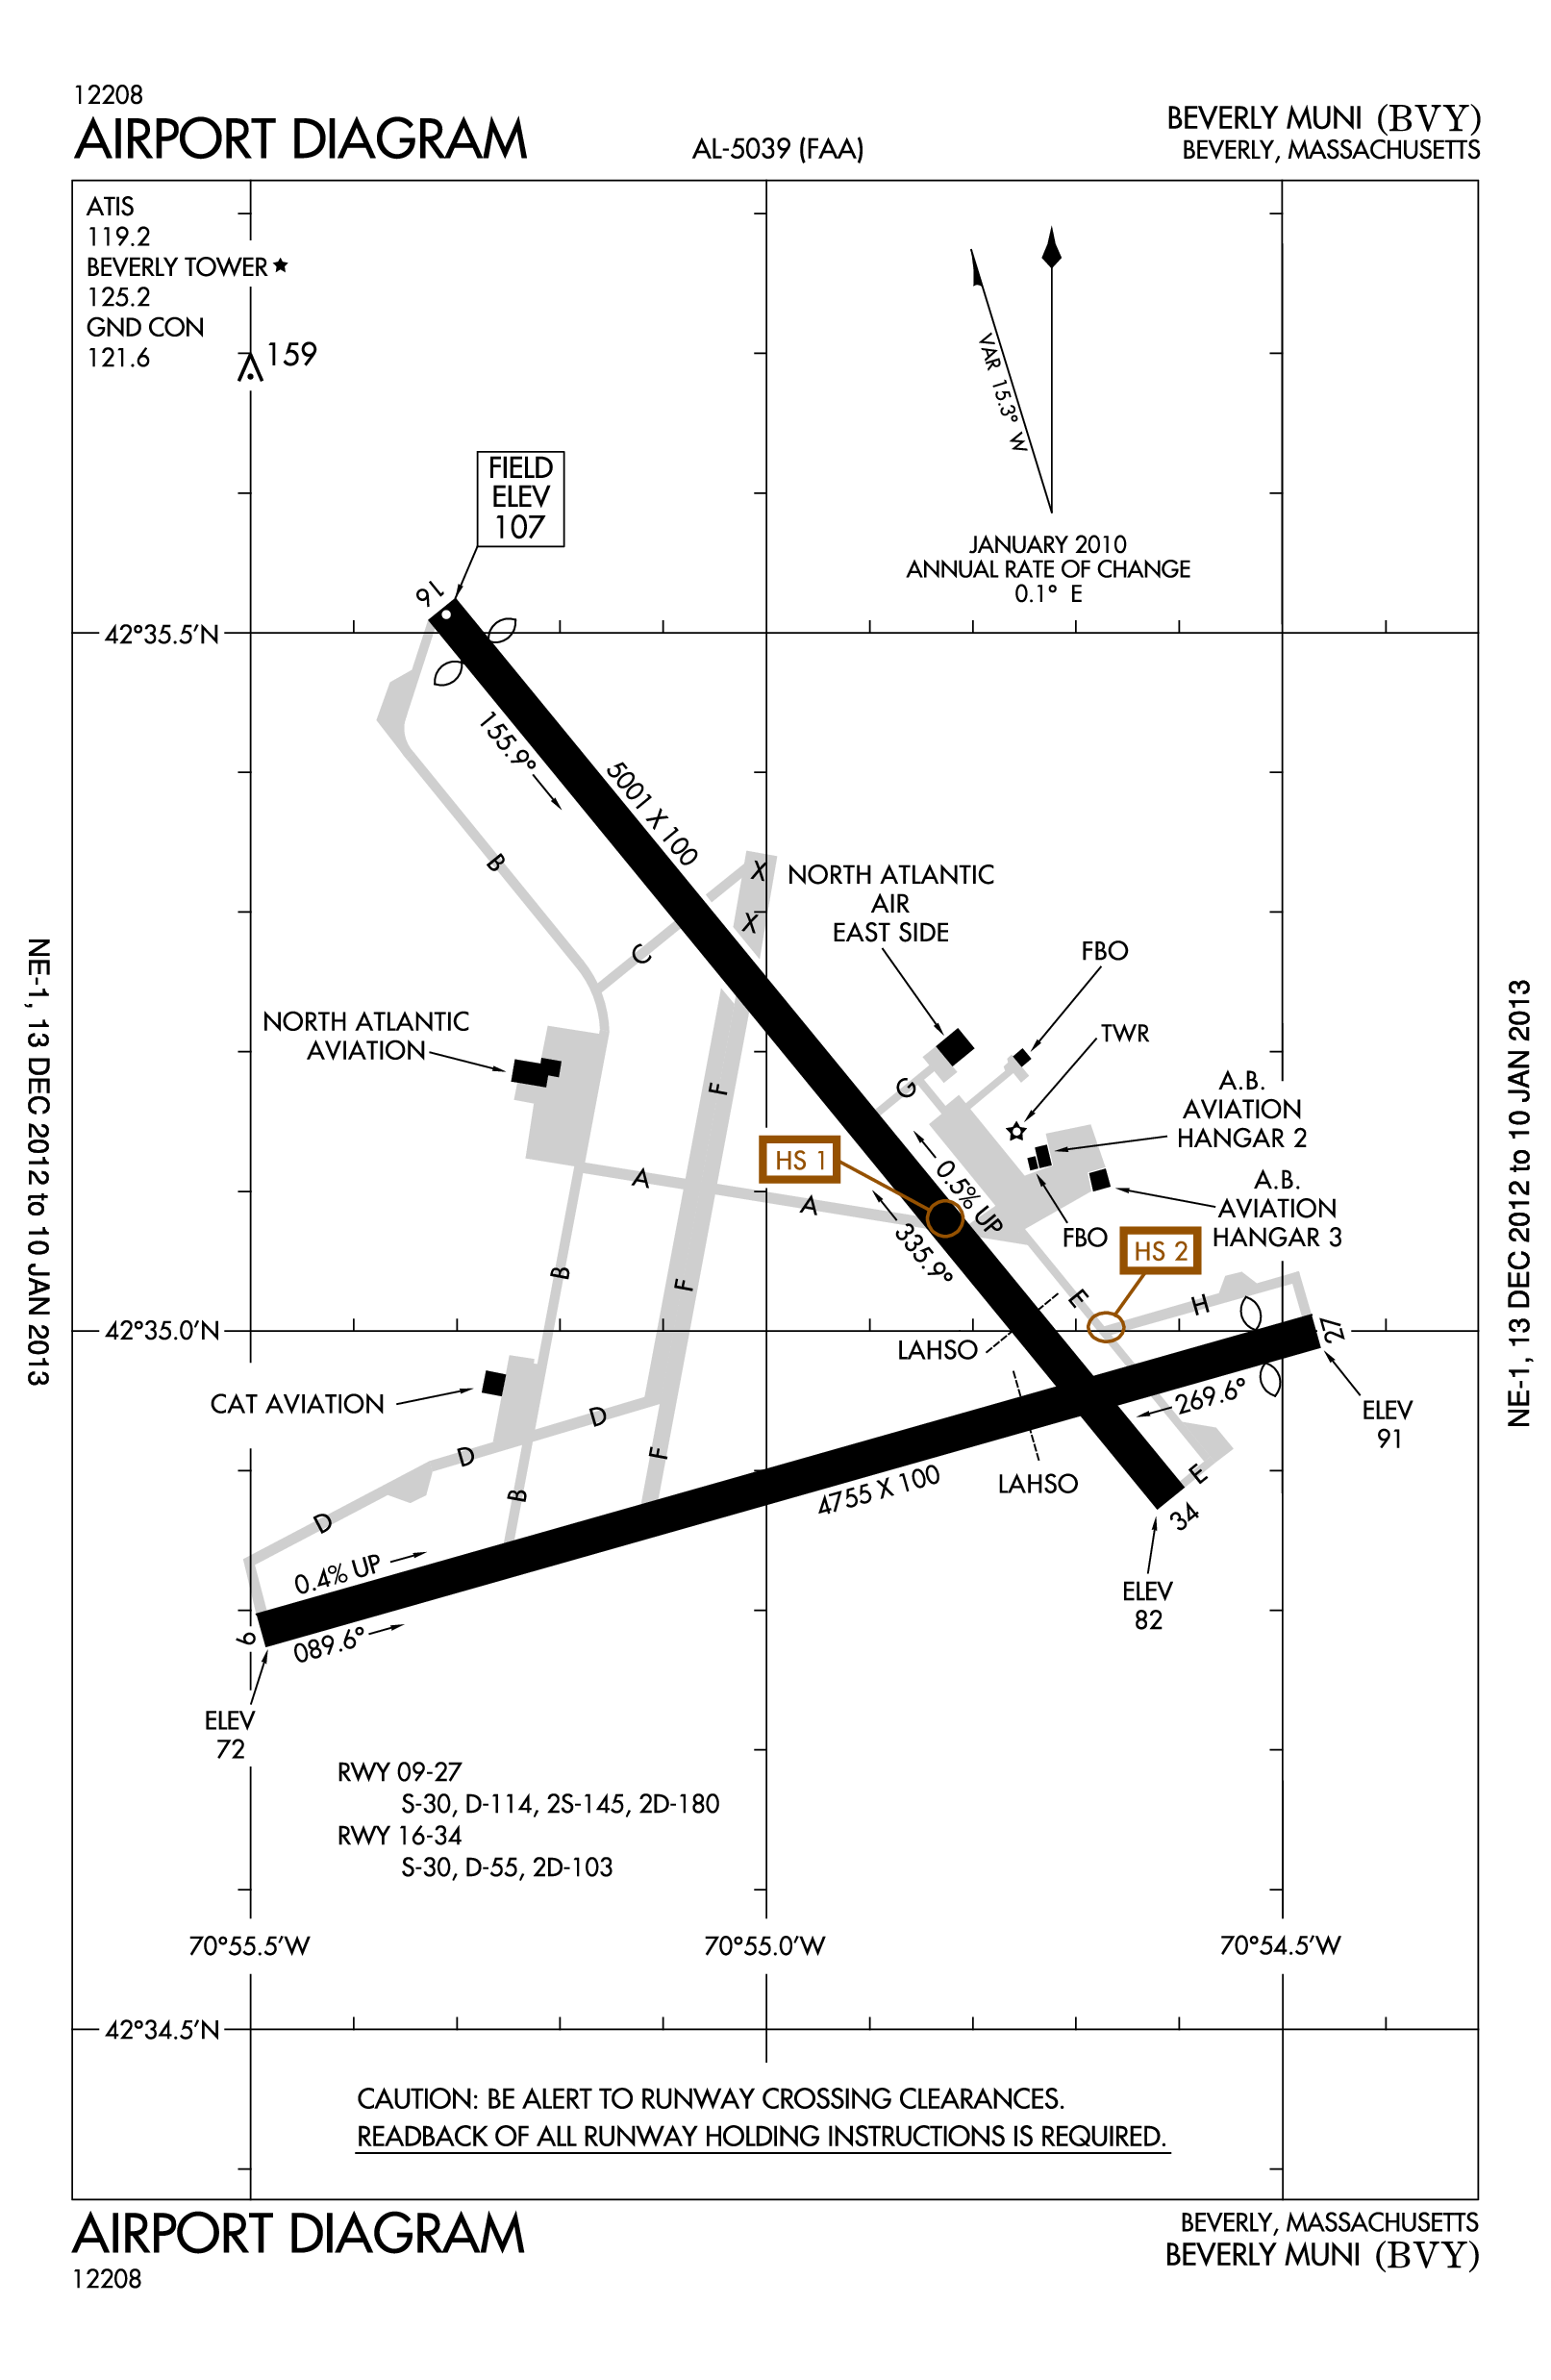 12208
AIRPORT DIAGRAM
AL-5039 (FAA)
BEVERLY MUNI (BVY)
BEVERLY, MASSACHUSETTS
ATIS
119.2
BEVERLY TOWER
125.2
GND CON
121.6
159
VAR 15.3° W
JANUARY 2010
ANNUAL RATE OF CHANGE
0.1° E
FIELD
ELEV
107
16
42°35.5'N
155.9°
5001 X 100
B
C
X
X
NORTH ATLANTIC
AIR
EAST SIDE
FBO
TWR
NORTH ATLANTIC
AVIATION
F
G
A.B.
AVIATION
HANGAR 2
HS 1
0.5% UP
A
A
A.B.
AVIATION
HANGAR 3
335.9°
FBO
HS 2
B
F
E
H
42°35.0'N
27
LAHSO
CAT AVIATION
D
D
269.6°
ELEV
91
F
B
D
4755 X 100
LAHSO
E
34
0.4% UP
089.6°
9
ELEV
82
ELEV
72
RWY 09-27
S-30, D-114, 2S-145, 2D-180
RWY 16-34
S-30, D-55, 2D-103
70°55.5'W
70°55.0'W
70°54.5'W
42°34.5'N
CAUTION: BE ALERT TO RUNWAY CROSSING CLEARANCES.
READBACK OF ALL RUNWAY HOLDING INSTRUCTIONS IS REQUIRED.
NE-1, 13 DEC 2012 to 10 JAN 2013
NE-1, 13 DEC 2012 to 10 JAN 2013
AIRPORT DIAGRAM
12208
BEVERLY, MASSACHUSETTS
BEVERLY MUNI (BVY)